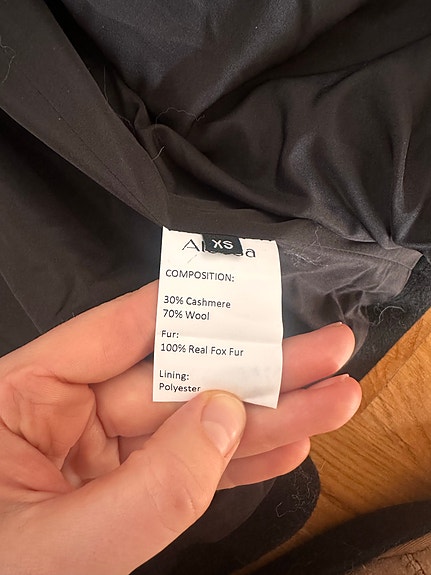 XS
COMPOSITION:
30% Cashmere
70% Wool
Fur:
100% Real Fox Fur
Lining:
Polyester